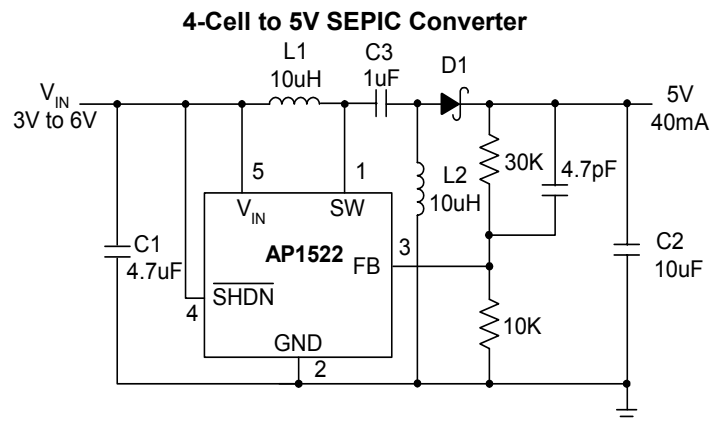 4-Cell to 5V SEPIC Converter
L1
10uH
C3
1uF
D1
VIN
3V to 6V
5V
40mA
5
1
30K
4.7pF
L2
10uH
VIN
SW
C1
4.7uF
AP1522
3
FB
C2
10uF
4
SHDN
10K
GND
2